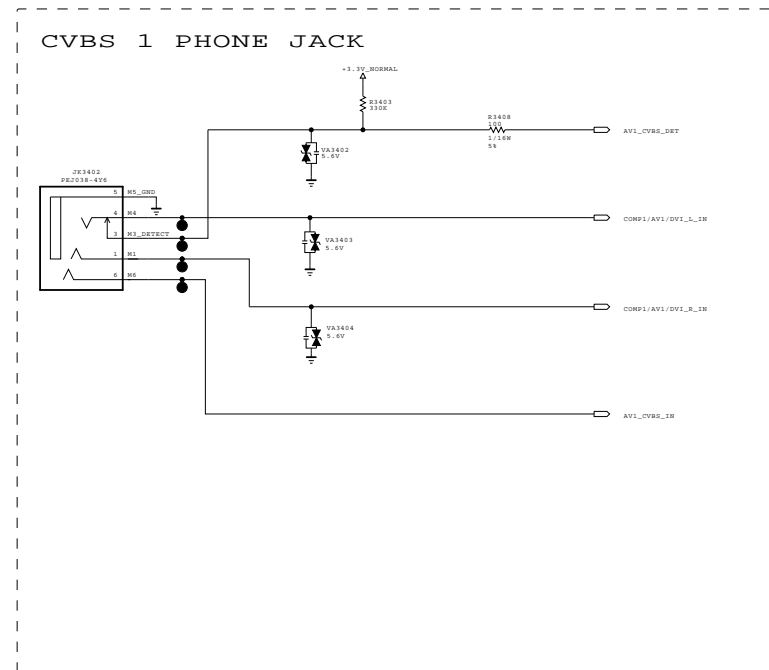 CVBS 1 PHONE JACK
+3.3V_NORMAL
R3403
330K
R3408
100
1/16W
5%
AV1_CVBS_DET
VA3402
5.6V
JK3402
PEJ038-4Y6
5 M5_GND
4 M4
COMP1/AV1/DVI_L_IN
3 M3_DETECT
VA3403
5.6V
1 M1
6 M6
COMP1/AV1/DVI_R_IN
VA3404
5.6V
AV1_CVBS_IN